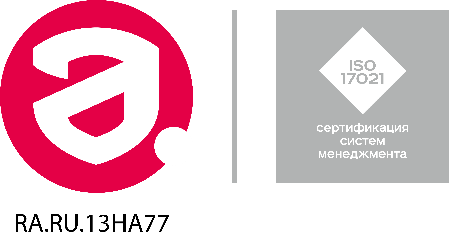 ISO
17021
сертификация
систем
менеджмента
RA.RU.13НА77